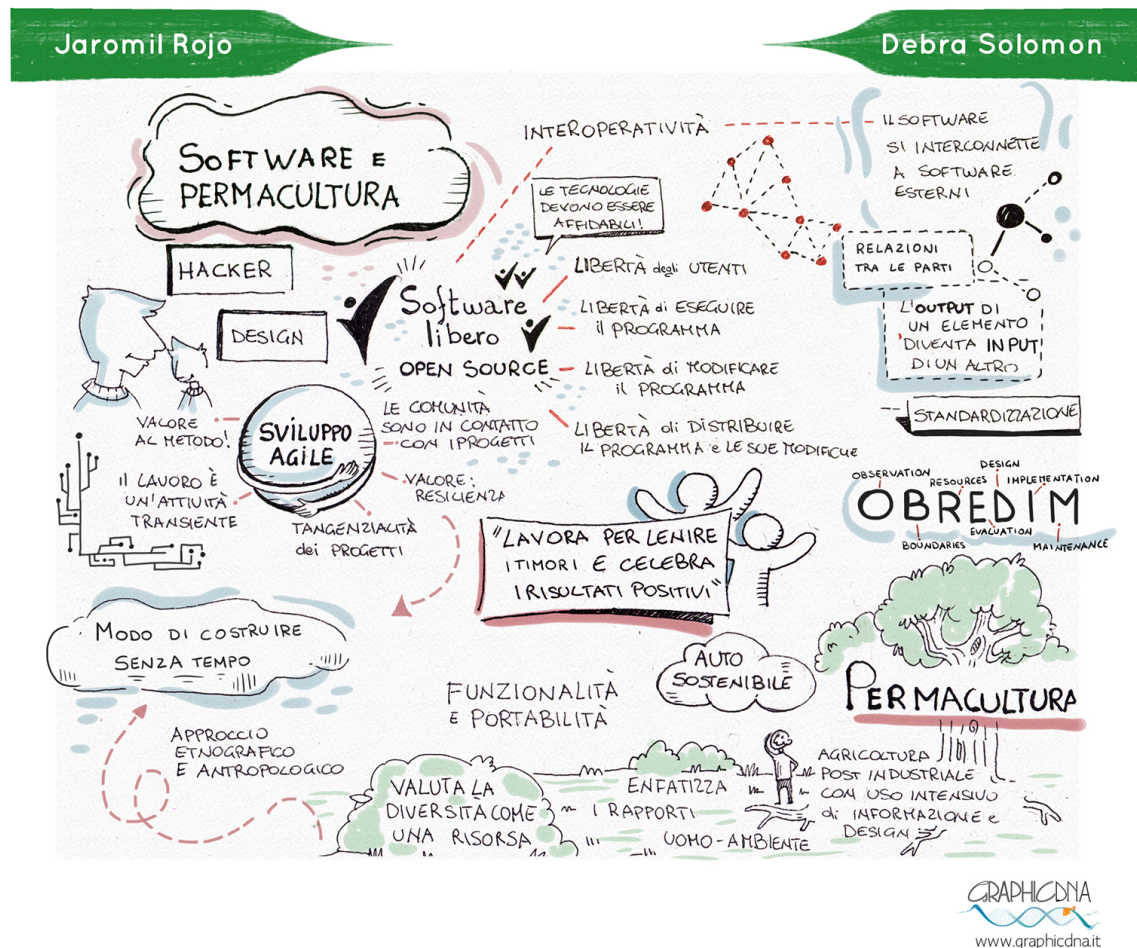 Jaromil Rojo
Debra Solomon
SOFTWARE E
PERMACULTURA
HACKER
DESIGN
INTEROPERATIVITÀ
IL SOFTWARE
SI INTERCONNETTE
A SOFTWARE
ESTERNI
LE TECNOLOGIE
DEVONO ESSERE
AFFIDABILI!
Software
libero
OPEN SOURCE
LIBERTÀ degli UTENTI
LIBERTÀ di ESEGUIRE
il PROGRAMMA
LIBERTÀ di MODIFICARE
IL PROGRAMMA
LIBERTÀ di DISTRIBUIRE
IL PROGRAMMA e LE SUE MODIFICHE
RELAZIONI
TRA LE PARTI
L'OUTPUT DI
UN ELEMENTO
DIVENTA INPUT
DI UN ALTRO
STANDARDIZZAZIONE
SVILUPPO
AGILE
VALORE
AL METODO!
Il LAVORO È
UN'ATTIVITÀ
TRANSIENTE
LE COMUNITÀ
SONO IN CONTATTO
CON I PROGETTI
VALORE:
RESILIENZA
TANGENZIALITÀ
dei PROGETTI
OBSERVATION
RESOURCES
DESIGN
IMPLEMENTATION
OBREDIM
BOUNDARIES
EVALUATION
MAINTENANCE
"LAVORA PER LENIRE
I TIMORI E CELEBRA
I RISULTATI POSITIVI"
MODO DI COSTRUIRE
SENZA TEMPO
APPROCCIO
ETNOGRAFICO
E ANTROPOLOGICO
FUNZIONALITÀ
E PORTABILITÀ
AUTO
SOSTENIBILE
PERMACULTURA
VALUTA LA
DIVERSITÀ COME
UNA RISORSA
ENFATIZZA
I RAPPORTI
UOMO-AMBIENTE
AGRICOLTURA
POST INDUSTRIALE
CON USO INTENSIVO
di INFORMAZIONE e
DESIGN
GRAPHICDNA
www.graphicdna.it